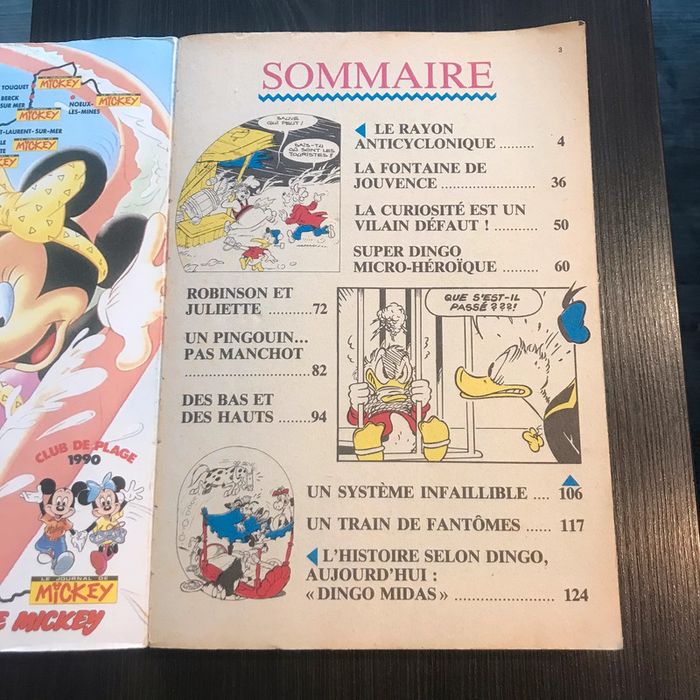 TOUQUET
MICKEY
BERCK
SUR MER
NOEUX-
LES-MINES
MICKEY
T-LAURENT-SUR-MER
MICKEY
CLUB DE PLAGE
1990
LE JOURNAL DE
MICKEY
E MICKEY
3
SOMMAIRE
SAUVE
QUI PEUT!
SAIS-TU
OÙ SONT LES
TOURISTES!
LE RAYON
ANTICYCLONIQUE ......... 4
LA FONTAINE DE
JOUVENCE ................. 36
LA CURIOSITÉ EST UN
VILAIN DÉFAUT ! ......... 50
SUPER DINGO
MICRO-HÉROÏQUE ......... 60
ROBINSON ET
JULIETTE ..........72
UN PINGOUIN...
PAS MANCHOT
........................... 82
DES BAS ET
DES HAUTS .......94
QUE S'EST-IL
PASSÉ ???!
UN SYSTÈME INFAILLIBLE .... 106
UN TRAIN DE FANTÔMES ...... 117
L'HISTOIRE SELON DINGO,
AUJOURD'HUI :
« DINGO MIDAS » ....................... 124